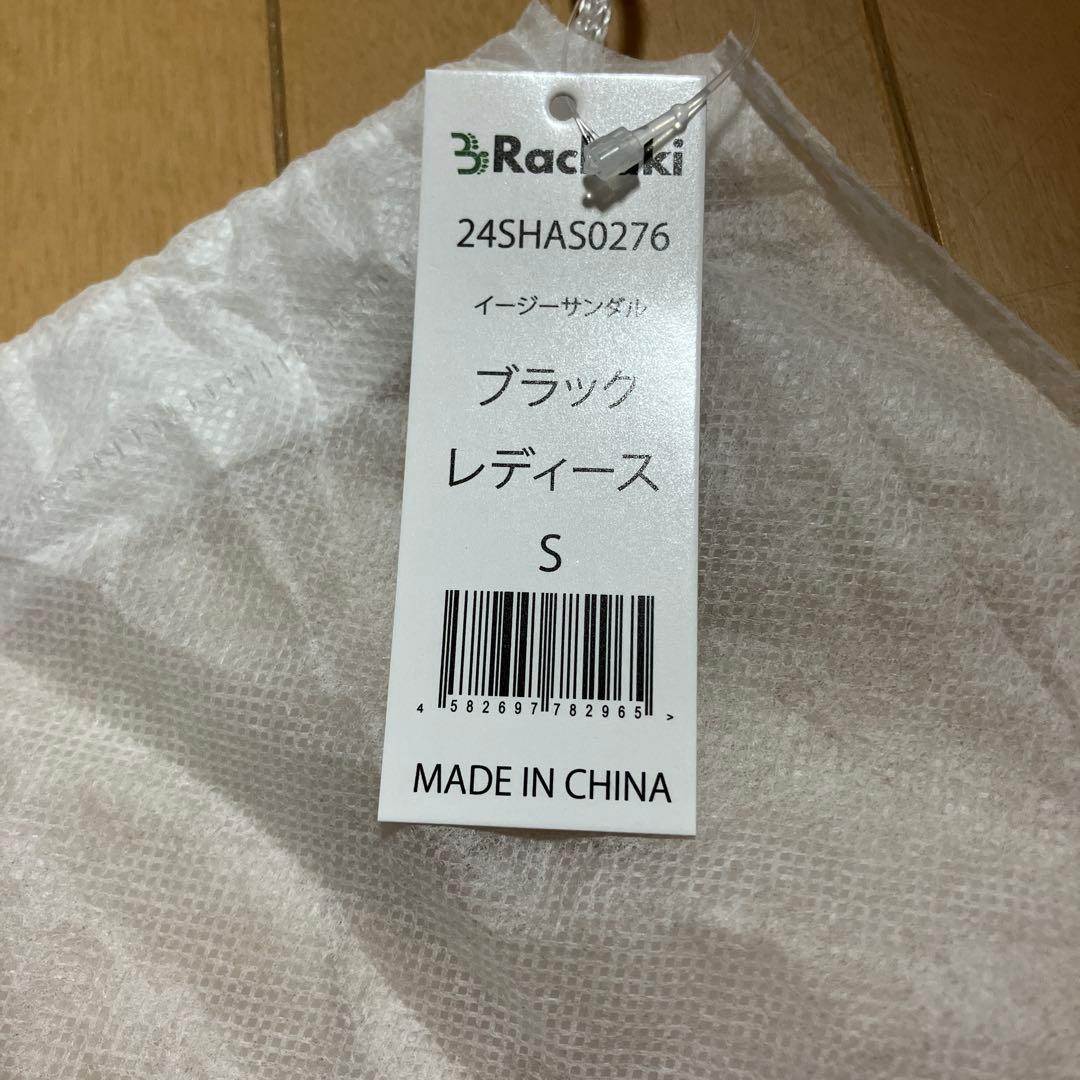 24SHAS0276
イージーサンダル
ブラック
レディース
S
4 582697 782965 >
MADE IN CHINA